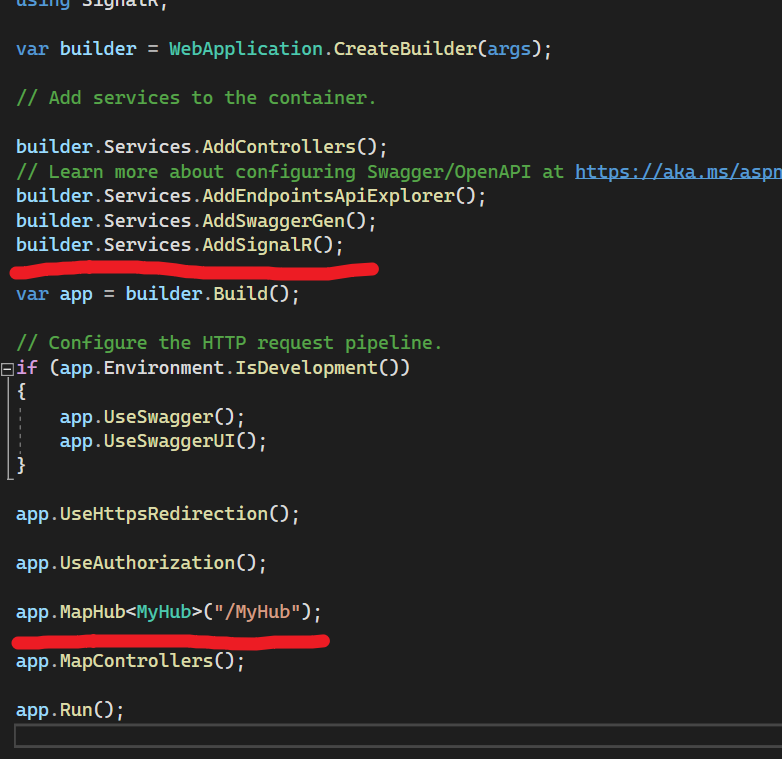 using SignalR;
var builder = WebApplication.CreateBuilder(args);
// Add services to the container.
builder.Services.AddControllers();
// Learn more about configuring Swagger/OpenAPI at https://aka.ms/aspn
builder.Services.AddEndpointsApiExplorer();
builder.Services.AddSwaggerGen();
builder.Services.AddSignalR();
var app = builder.Build();
// Configure the HTTP request pipeline.
if (app.Environment.IsDevelopment())
{
app.UseSwagger();
app.UseSwaggerUI();
}
app.UseHttpsRedirection();
app.UseAuthorization();
app.MapHub<MyHub>("/MyHub");
app.MapControllers();
app.Run();